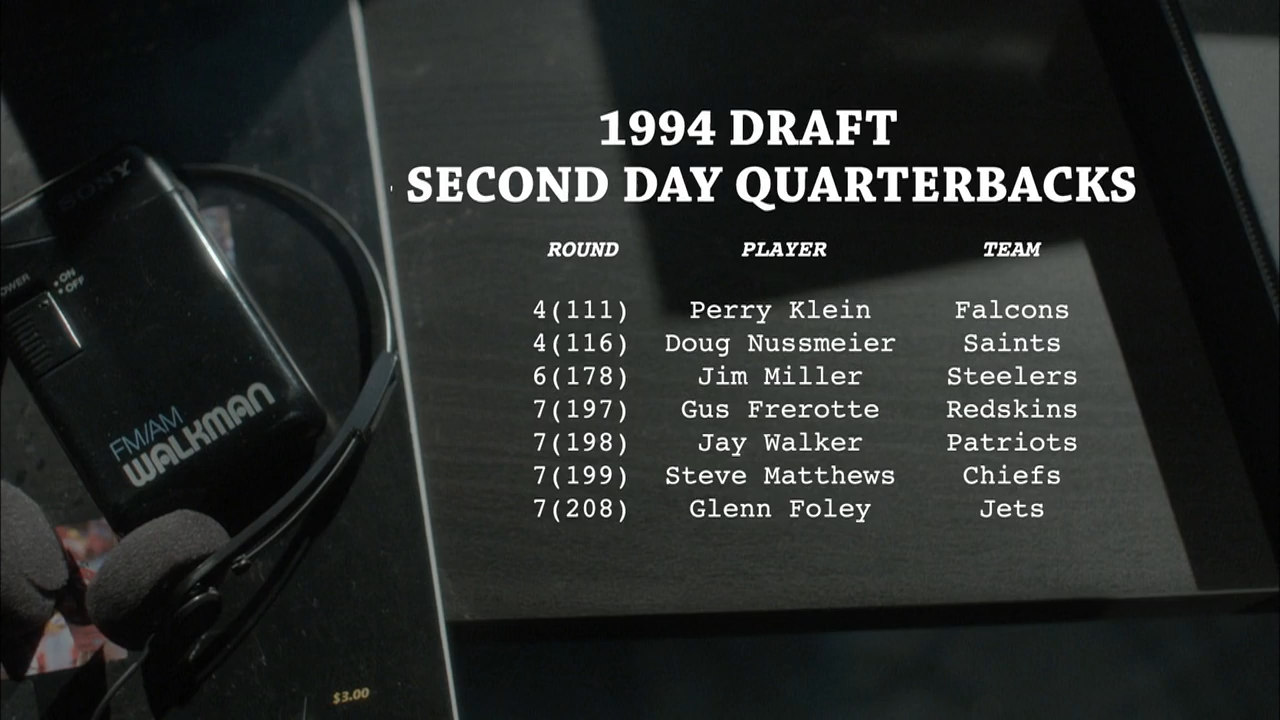 1994 DRAFT
SECOND DAY QUARTERBACKS
ROUND PLAYER TEAM
4(111) Perry Klein Falcons
4(116) Doug Nussmeier Saints
6(178) Jim Miller Steelers
7(197) Gus Frerotte Redskins
7(198) Jay Walker Patriots
7(199) Steve Matthews Chiefs
7(208) Glenn Foley Jets
SONY
ON
OFF
FM/AM
WALKMAN
$3.00